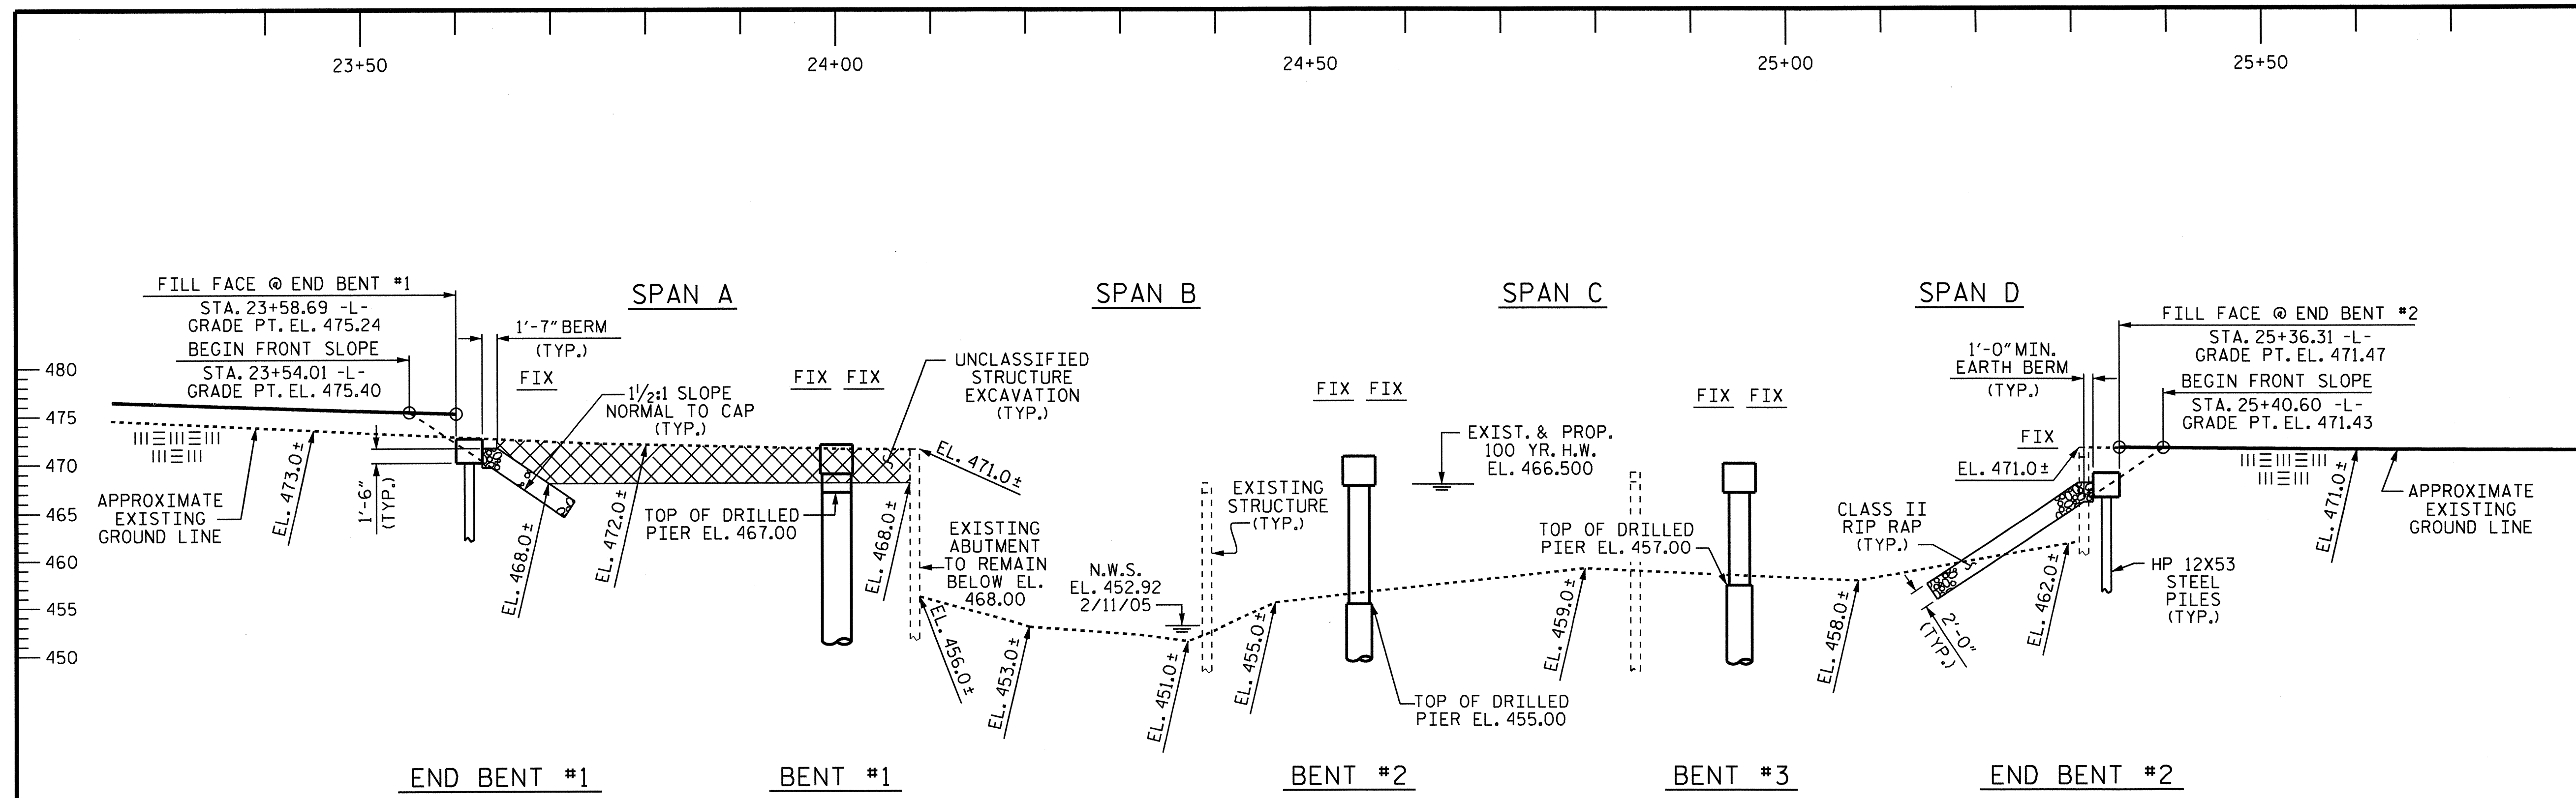 23+50
24+00
24+50
25+00
25+50
FILL FACE @ END BENT #1
STA. 23+58.69 -L-
GRADE PT. EL. 475.24
BEGIN FRONT SLOPE
STA. 23+54.01 -L-
GRADE PT. EL. 475.40
SPAN A
SPAN B
SPAN C
SPAN D
1'-7" BERM
(TYP.)
FIX
1½:1 SLOPE
NORMAL TO CAP
(TYP.)
FIX FIX
UNCLASSIFIED
STRUCTURE
EXCAVATION
(TYP.)
FIX FIX
FIX FIX
EXIST. & PROP.
100 YR. H.W.
EL. 466.500
1'-0" MIN.
EARTH BERM
(TYP.)
FILL FACE @ END BENT #2
STA. 25+36.31 -L-
GRADE PT. EL. 471.47
BEGIN FRONT SLOPE
STA. 25+40.60 -L-
GRADE PT. EL. 471.43
FIX
EL. 471.0±
480
475
470
465
460
455
450
APPROXIMATE
EXISTING
GROUND LINE
EL. 473.0±
1'-6"
(TYP.)
EL. 468.0±
EL. 472.0±
TOP OF DRILLED
PIER EL. 467.00
EL. 468.0±
EL. 471.0±
EXISTING
ABUTMENT
TO REMAIN
BELOW EL.
468.00
EL. 456.0±
EL. 453.0±
N.W.S.
EL. 452.92
2/11/05
EL. 451.0±
EXISTING
STRUCTURE
(TYP.)
EL. 455.0±
TOP OF DRILLED
PIER EL. 455.00
EL. 459.0±
TOP OF DRILLED
PIER EL. 457.00
EL. 458.0±
CLASS II
RIP RAP
(TYP.)
2'-0"
(TYP.)
EL. 462.0±
HP 12X53
STEEL
PILES
(TYP.)
EL. 471.0±
APPROXIMATE
EXISTING
GROUND LINE
END BENT #1
BENT #1
BENT #2
BENT #3
END BENT #2